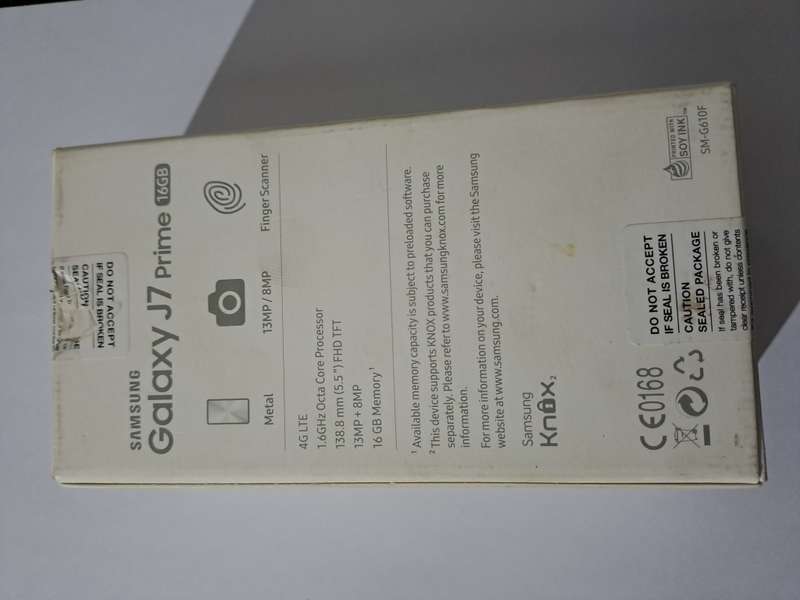 SAMSUNG
Galaxy J7 Prime 16GB
DO NOT ACCEPT
IF SEAL IS BROKEN
CAUTION
Metal
13MP / 8MP
Finger Scanner
4G LTE
1.6GHz Octa Core Processor
138.8 mm (5.5") FHD TFT
13MP + 8MP
16 GB Memory¹
¹ Available memory capacity is subject to preloaded software.
² This device supports KNOX products that you can purchase
separately. Please refer to www.samsungknox.com for more
information.
For more information on your device, please visit the Samsung
website at www.samsung.com.
Samsung
Knox2
CE0168
DO NOT ACCEPT
IF SEAL IS BROKEN
CAUTION
SEALED PACKAGE
If seal has been broken or
tampered with, do not give
clear receipt unless contents
PRINTED WITH
SOY INK™
SM-G610F